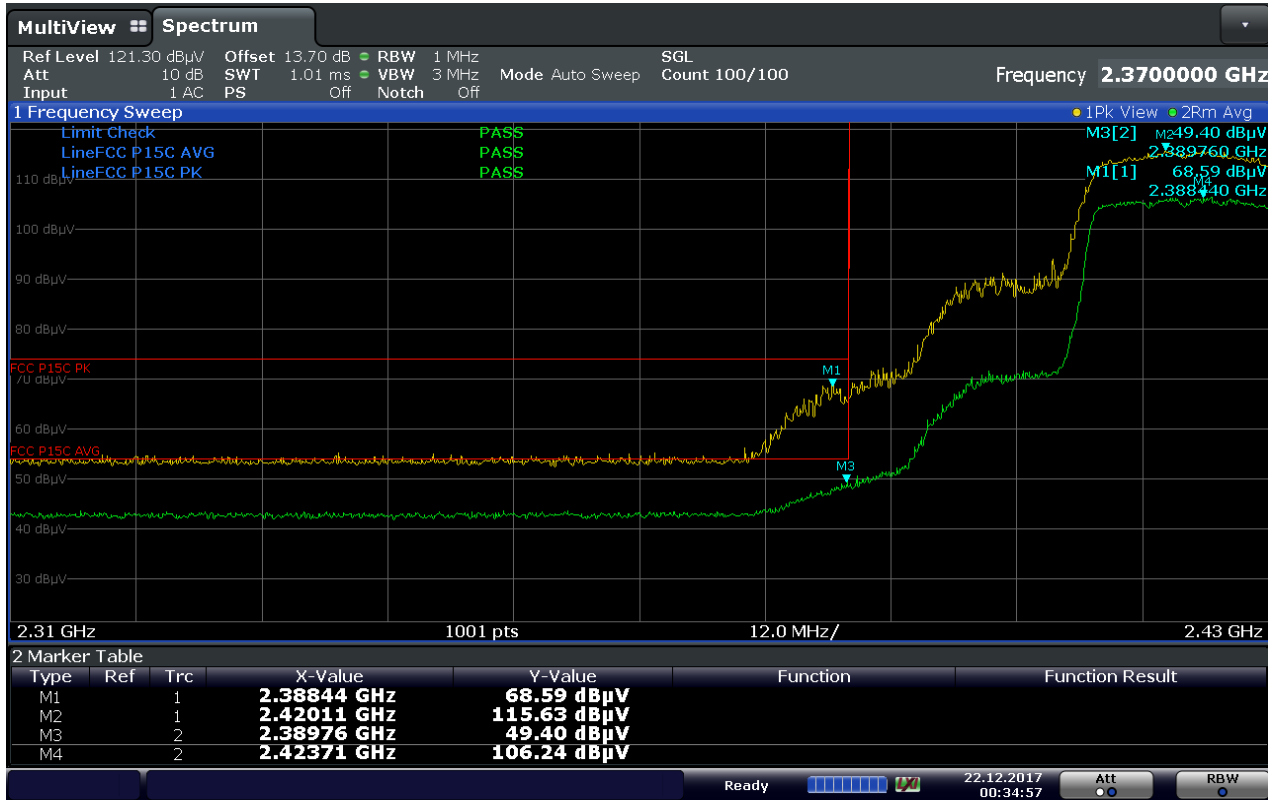 MultiView Spectrum
Ref Level 121.30 dBµV Offset 13.70 dB RBW 1 MHz SGL
Att 10 dB SWT 1.01 ms VBW 3 MHz Mode Auto Sweep Count 100/100 Frequency 2.3700000 GHz
Input 1 AC PS Off Notch Off
1 Frequency Sweep 1Pk View 2Rm Avg
Limit Check PASS M3[2] M2 49.40 dBµV
LineFCC P15C AVG PASS 2.389760 GHz
LineFCC P15C PK PASS M1[1] 68.59 dBµV
110 dBµV M4
2.388440 GHz
100 dBµV
90 dBµV
80 dBµV
FCC P15C PK M1
70 dBµV
60 dBµV
FCC P15C AVG
M3
50 dBµV
40 dBµV
30 dBµV
2.31 GHz 1001 pts 12.0 MHz/ 2.43 GHz
2 Marker Table
Type Ref Trc X-Value Y-Value Function Function Result
M1 1 2.38844 GHz 68.59 dBµV
M2 1 2.42011 GHz 115.63 dBµV
M3 2 2.38976 GHz 49.40 dBµV
M4 2 2.42371 GHz 106.24 dBµV
Ready LXI 22.12.2017 Att RBW
00:34:57